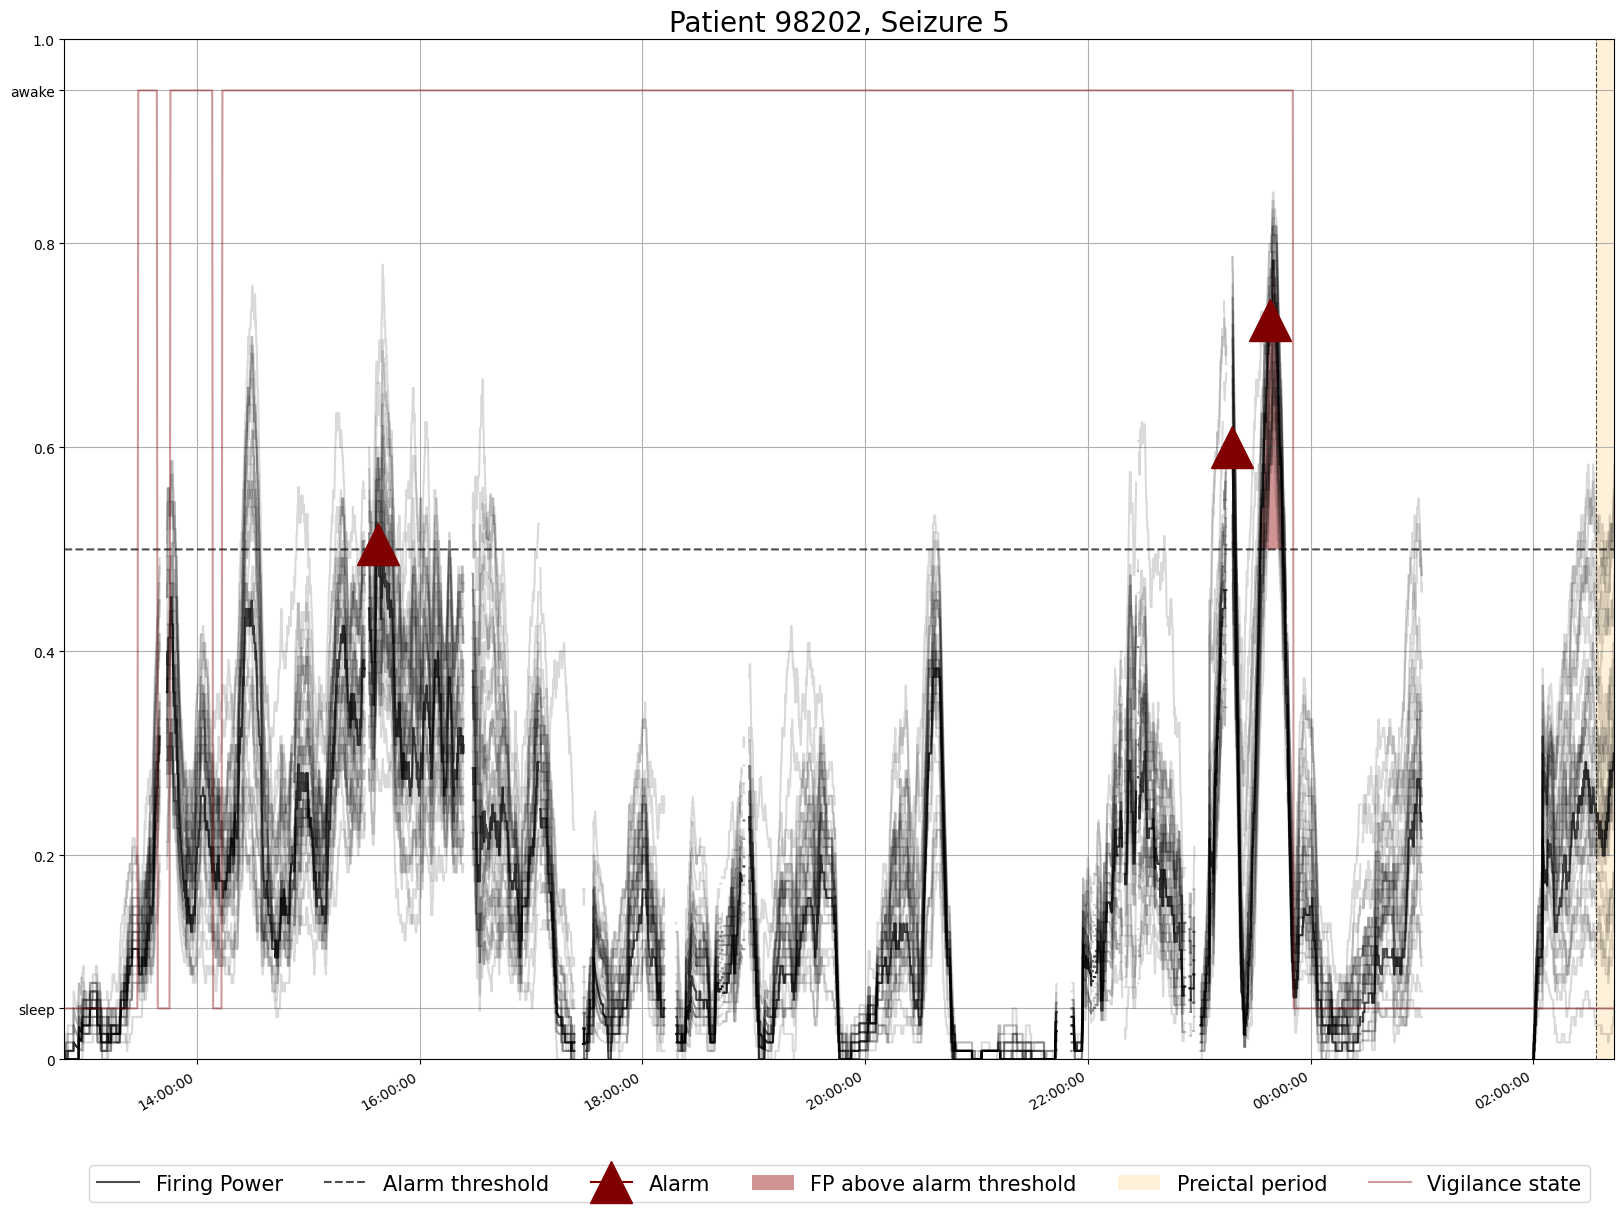 Patient 98202, Seizure 5
1.0
awake
0.8
0.6
0.4
0.2
sleep
0
14:00:00
16:00:00
18:00:00
20:00:00
22:00:00
00:00:00
02:00:00
Firing Power
Alarm threshold
Alarm
FP above alarm threshold
Preictal period
Vigilance state